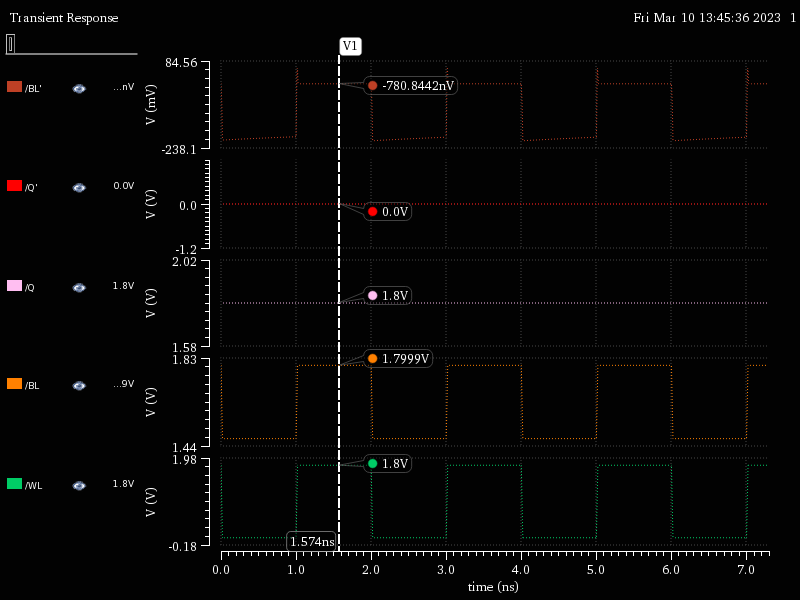 Transient Response
Fri Mar 10 13:45:36 2023 1
V1
84.56
/BL' ...nV
V (mV)
-780.8442nV
-238.1
/Q' 0.0V
V (V)
0.0
0.0V
-1.2
2.02
/Q 1.8V
V (V)
1.8V
1.58
1.83
/BL ...9V
V (V)
1.7999V
1.44
1.98
/WL 1.8V
V (V)
1.8V
-0.18
1.574ns
0.0 1.0 2.0 3.0 4.0 5.0 6.0 7.0
time (ns)